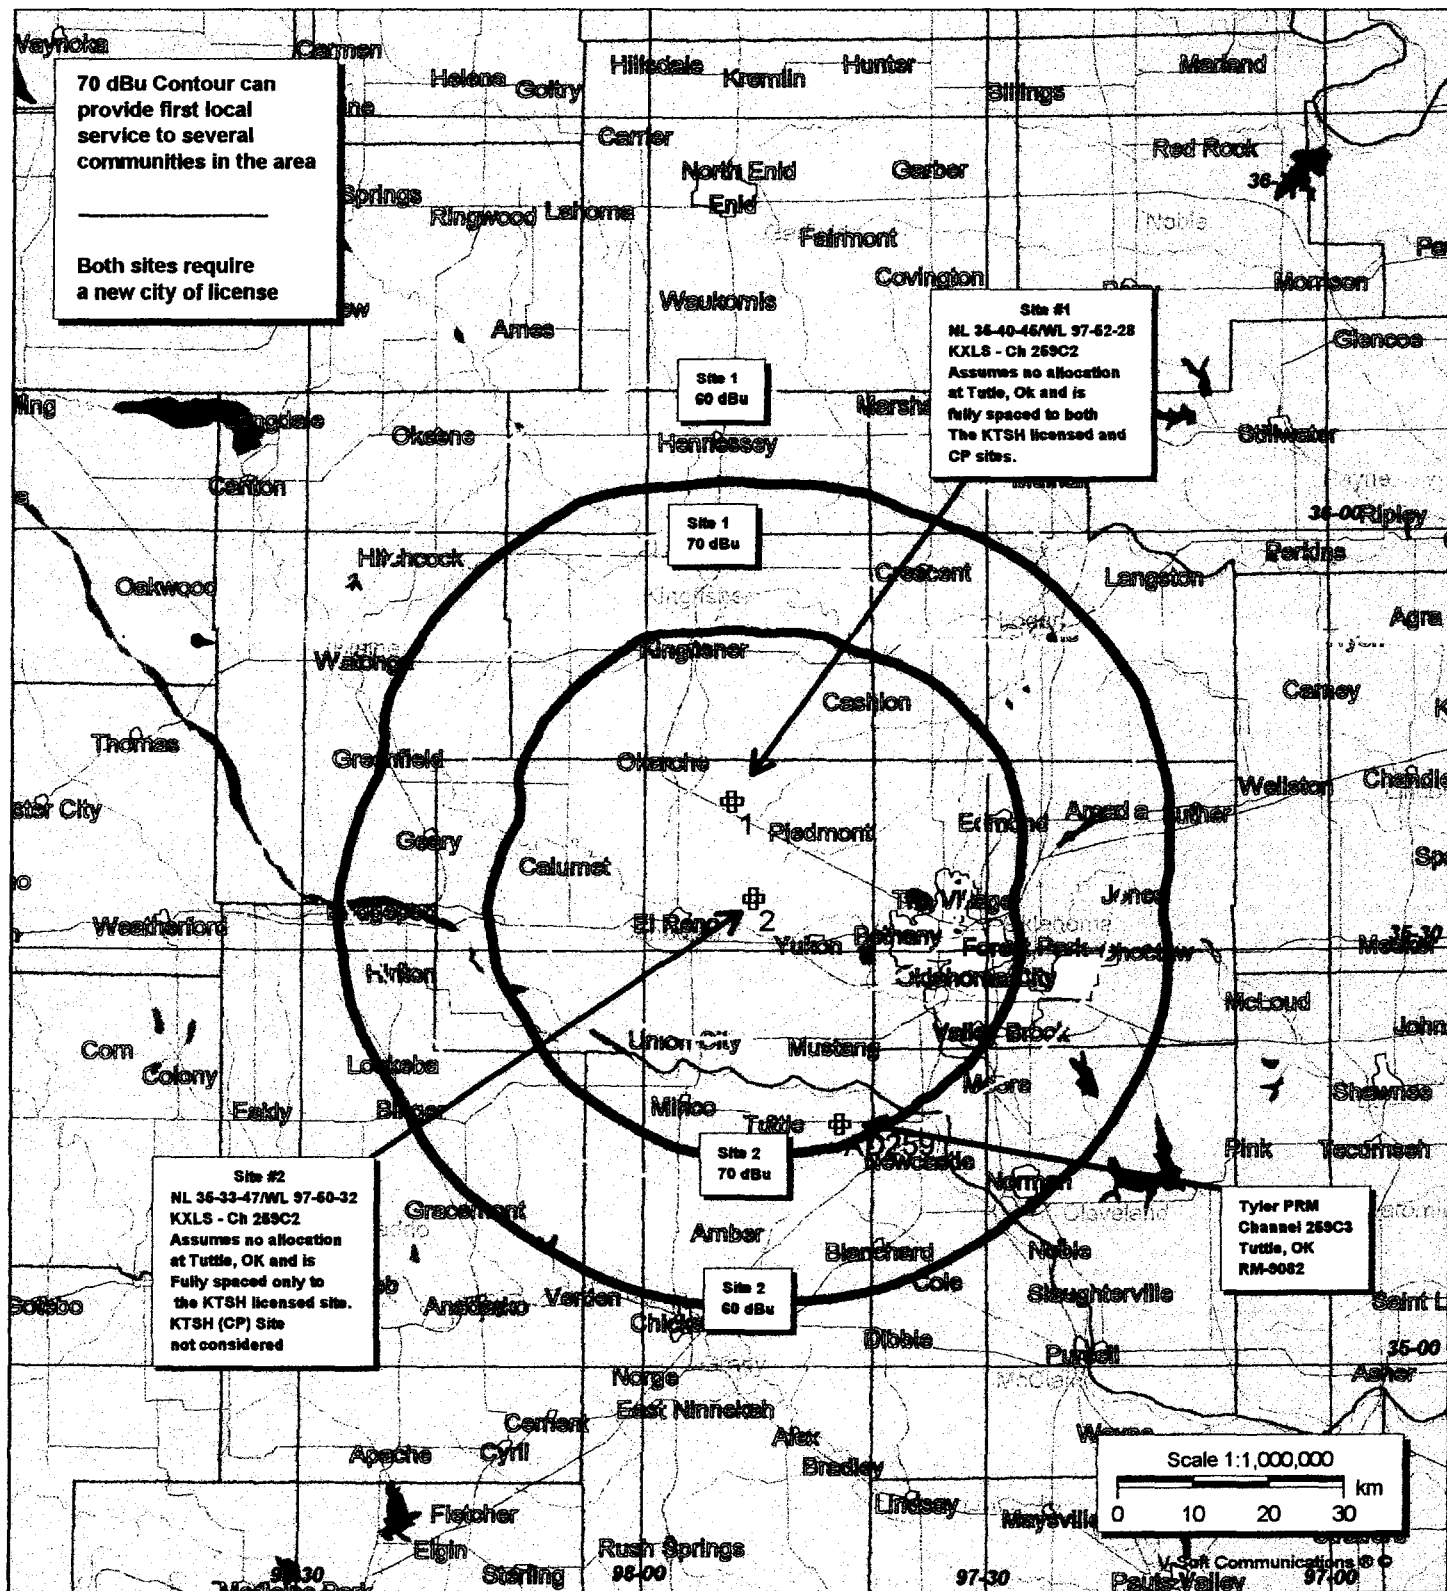 Waynoka
Carmen
Helena
Goltry
Hillsdale
Kremlin
Hunter
Billings
Marland
70 dBu Contour can
provide first local
service to several
communities in the area
Both sites require
a new city of license
Carrier
North Enid
Enid
Garber
Red Rock
Springs
Ringwood
Lahoma
Fairmont
Noble
Covington
Morrison
Waukomis
Ames
Glencoe
Site #1
NL 35-40-45/WL 97-52-28
KXLS - Ch 259C2
Assumes no allocation
at Tuttle, Ok and is
fully spaced to both
The KTSH licensed and
CP sites.
Site 1
60 dBu
Okeene
Hennessey
Stillwater
Canton
Site 1
70 dBu
36-00
Ripley
Perkins
Hitchcock
Crescent
Langston
Oakwood
Agra
Watonga
Kingfisher
Cashion
Carney
Thomas
Greenfield
Okarche
Wellston
1
Piedmont
Edmond
Luther
Geary
Calumet
Weatherford
Bridgeport
El Reno
2
Yukon
Bethany
The Village
Jones
Forest Park
Choctaw
35-30
Hinton
Oklahoma City
McLoud
Corn
Colony
Lookeba
Union City
Mustang
Valley Brook
Eakly
Binger
Minco
Tuttle
Moore
Shawnee
AD259
Newcastle
Pink
Tecumseh
Site 2
70 dBu
Norman
Cleveland
Site #2
NL 35-33-47/WL 97-50-32
KXLS - Ch 259C2
Assumes no allocation
at Tuttle, OK and is
Fully spaced only to
the KTSH licensed site.
KTSH (CP) Site
not considered
Gracemont
Amber
Blanchard
Noble
Tyler PRM
Channel 259C3
Tuttle, OK
RM-9082
Anadarko
Verden
Site 2
60 dBu
Cole
Slaughterville
Dibble
Purcell
35-00
Asher
Norge
East Ninnekah
Cement
Alex
Wayne
Apache
Cyril
Bradley
Fletcher
Lindsay
Elgin
Rush Springs
Sterling
98-00
97-30
97-00
Scale 1:1,000,000
km
0 10 20 30
V-Soft Communications ® ©
Pauls Valley